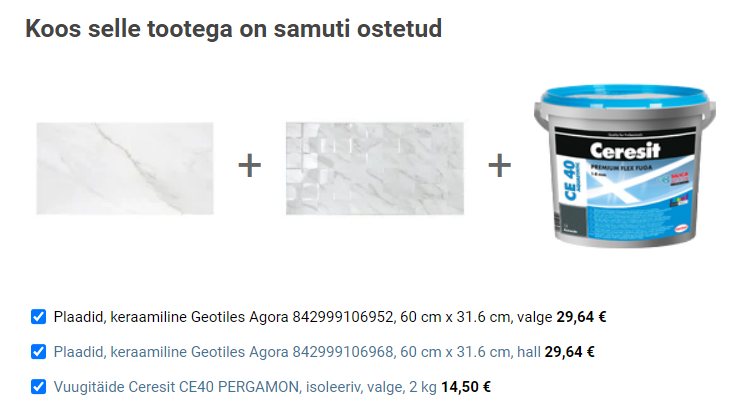 Koos selle tootega on samuti ostetud
+
+
Ceresit
PREMIUM FLEX FUGA
CE 40
Plaadid, keraamiline Geotiles Agora 842999106952, 60 cm x 31.6 cm, valge 29,64 €
Plaadid, keraamiline Geotiles Agora 842999106968, 60 cm x 31.6 cm, hall 29,64 €
Vuugitäide Ceresit CE40 PERGAMON, isoleeriv, valge, 2 kg 14,50 €